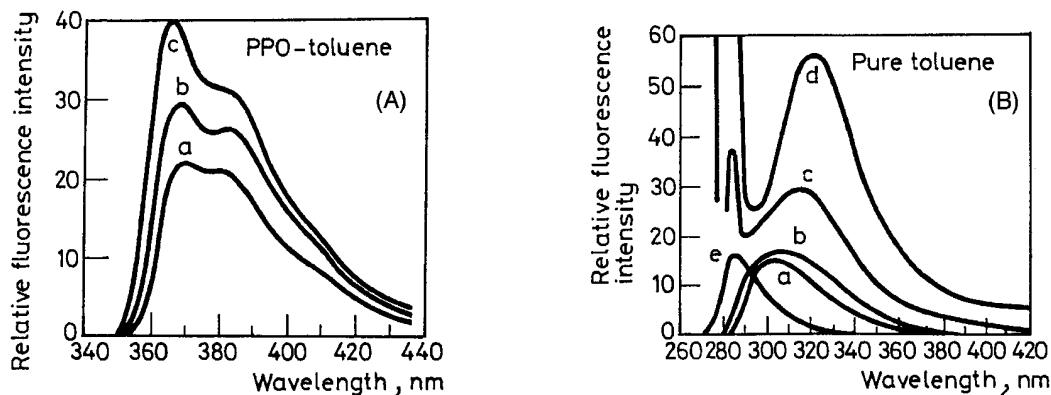 Relative fluorescence intensity
40
30
20
10
0
PPO-toluene
(A)
c
b
a
340 360 380 400 420 440
Wavelength, nm
Relative fluorescence
intensity
60
50
40
30
20
10
0
Pure toluene
(B)
d
c
b
a
e
260 280 300 320 340 360 380 400 420
Wavelength, nm